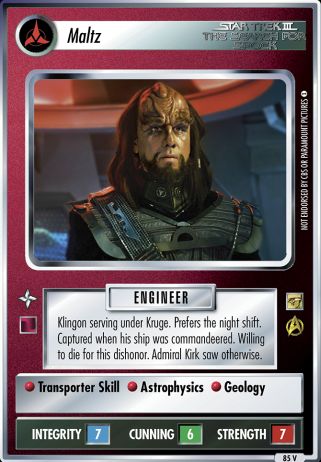 Maltz
STAR TREK III
THE SEARCH FOR
SPOCK
NOT ENDORSED BY CBS OR PARAMOUNT PICTURES
ENGINEER
Klingon serving under Kruge. Prefers the night shift.
Captured when his ship was commandeered. Willing
to die for this dishonor. Admiral Kirk saw otherwise.
Transporter Skill Astrophysics Geology
INTEGRITY 7 CUNNING 6 STRENGTH 7
85 V